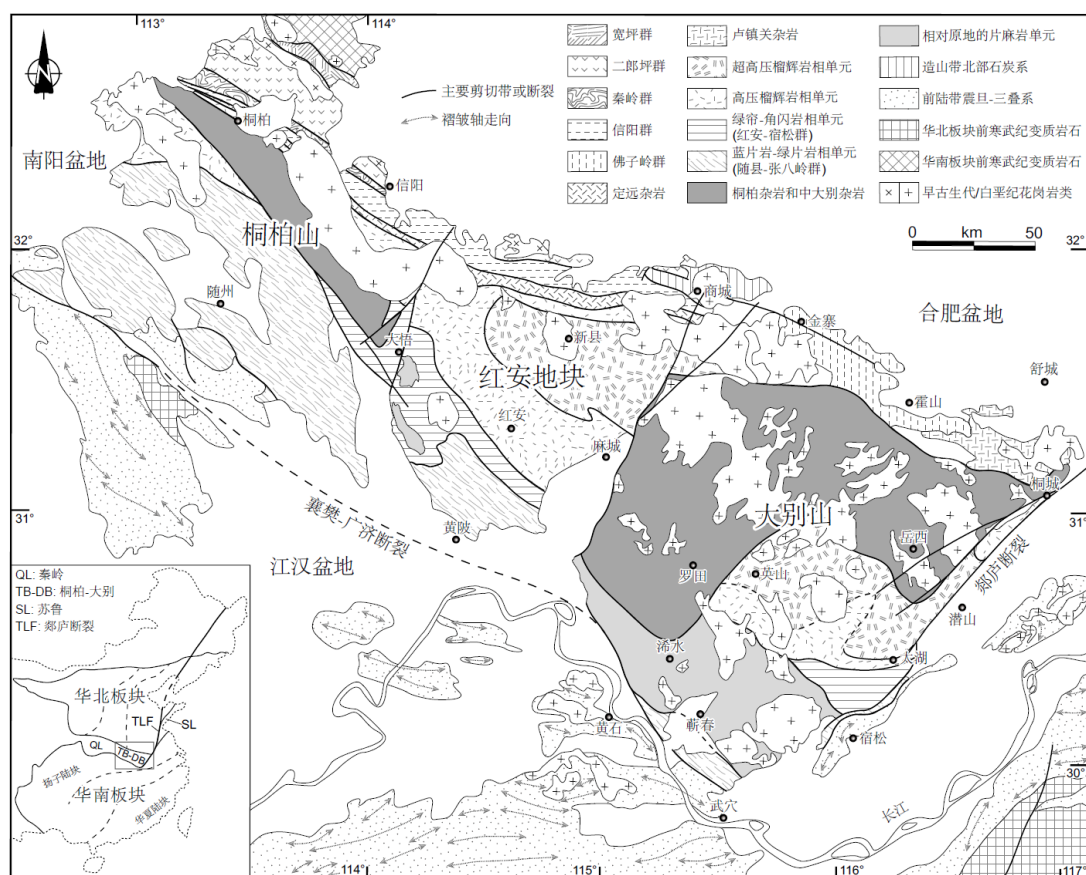 113°
114°
宽坪群
二郎坪群
秦岭群
信阳群
佛子岭群
定远杂岩
卢镇关杂岩
超高压榴辉岩相单元
高压榴辉岩相单元
绿帘-角闪岩相单元
(红安-宿松群)
蓝片岩-绿片岩相单元
(随县-张八岭群)
桐柏杂岩和中大别杂岩
相对原地的片麻岩单元
造山带北部石炭系
前陆带震旦-三叠系
华北板块前寒武纪变质岩石
华南板块前寒武纪变质岩石
早古生代/白垩纪花岗岩类
主要剪切带或断裂
褶皱轴走向
0 km 50
桐柏
南阳盆地
信阳
桐柏山
32°
32°
随州
商城
合肥盆地
金寨
新县
大悟
舒城
红安地块
霍山
红安
麻城
桐城
31°
31°
大别山
襄樊-广济断裂
黄陂
岳西
江汉盆地
罗田
英山
郯庐断裂
潜山
浠水
太湖
黄石
蕲春
宿松
30°
武穴
长江
QL: 秦岭
TB-DB: 桐柏-大别
SL: 苏鲁
TLF: 郯庐断裂
华北板块
TLF
SL
QL
TB-DB
扬子陆块
华南板块
华夏陆块
114°
115°
116°
117°